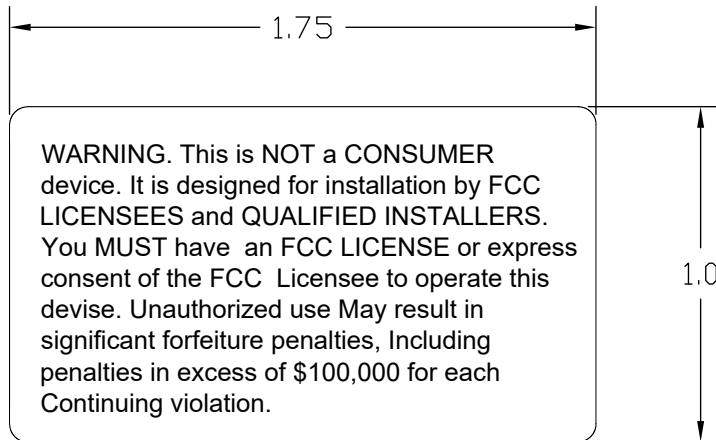 1.75
WARNING. This is NOT a CONSUMER
device. It is designed for installation by FCC
LICENSEES and QUALIFIED INSTALLERS.
You MUST have  an FCC LICENSE or express
consent of the FCC  Licensee to operate this
devise. Unauthorized use May result in
significant forfeiture penalties, Including
penalties in excess of $100,000 for each
Continuing violation.
1.0